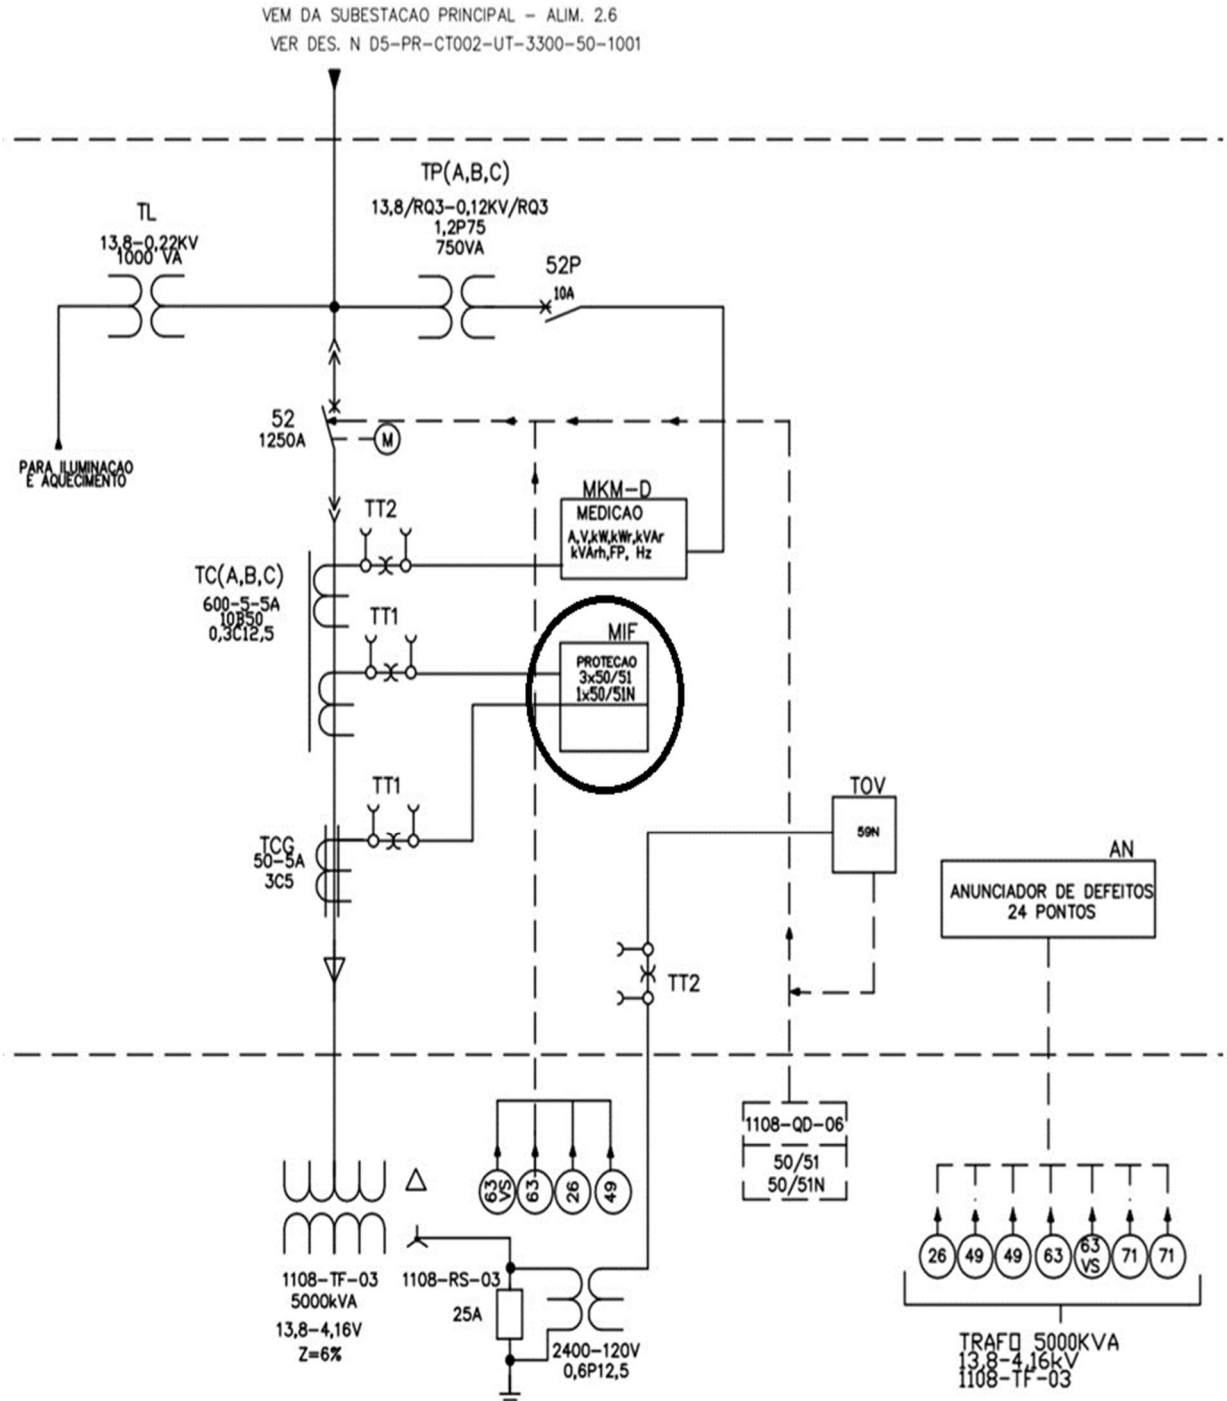 VEM DA SUBESTACAO PRINCIPAL - ALIM. 2.6
VER DES. N D5-PR-CT002-UT-3300-50-1001
TP(A,B,C)
13,8/RQ3-0,12KV/RQ3
1,2P75
750VA
TL
13,8-0,22KV
1000 VA
52P
10A
52
1250A
M
PARA ILUMINAÇAO
E AQUECIMENTO
TT2
MKM-D
MEDICAO
A,V,kW,kWr,kVAr
kVArh,FP, Hz
TC(A,B,C)
600-5-5A
10B50
0,3C12,5
TT1
MIF
PROTECAO
3x50/51
1x50/51N
TT1
TCG
50-5A
3C5
TOV
59N
AN
ANUNCIADOR DE DEFEITOS
24 PONTOS
TT2
1108-QD-06
50/51
50/51N
63
VS
63
26
49
1108-TF-03
5000kVA
13,8-4,16V
Z=6%
1108-RS-03
25A
2400-120V
0,6P12,5
26
49
49
63
63
VS
71
71
TRAFO 5000KVA
13,8-4,16kV
1108-TF-03